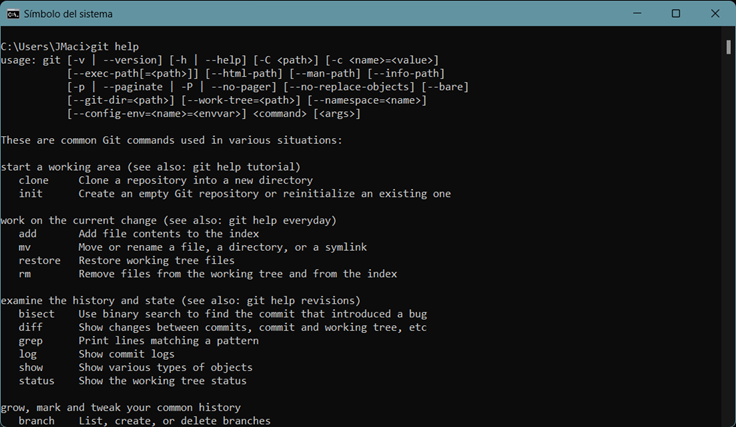 Símbolo del sistema
C:\Users\JMaci>git help
usage: git [-v | --version] [-h | --help] [-C <path>] [-c <name>=<value>]
           [--exec-path[=<path>]] [--html-path] [--man-path] [--info-path]
           [-p | --paginate | -P | --no-pager] [--no-replace-objects] [--bare]
           [--git-dir=<path>] [--work-tree=<path>] [--namespace=<name>]
           [--config-env=<name>=<envvar>] <command> [<args>]

These are common Git commands used in various situations:

start a working area (see also: git help tutorial)
   clone     Clone a repository into a new directory
   init      Create an empty Git repository or reinitialize an existing one

work on the current change (see also: git help everyday)
   add       Add file contents to the index
   mv        Move or rename a file, a directory, or a symlink
   restore   Restore working tree files
   rm        Remove files from the working tree and from the index

examine the history and state (see also: git help revisions)
   bisect    Use binary search to find the commit that introduced a bug
   diff      Show changes between commits, commit and working tree, etc
   grep      Print lines matching a pattern
   log       Show commit logs
   show      Show various types of objects
   status    Show the working tree status

grow, mark and tweak your common history
   branch    List, create, or delete branches